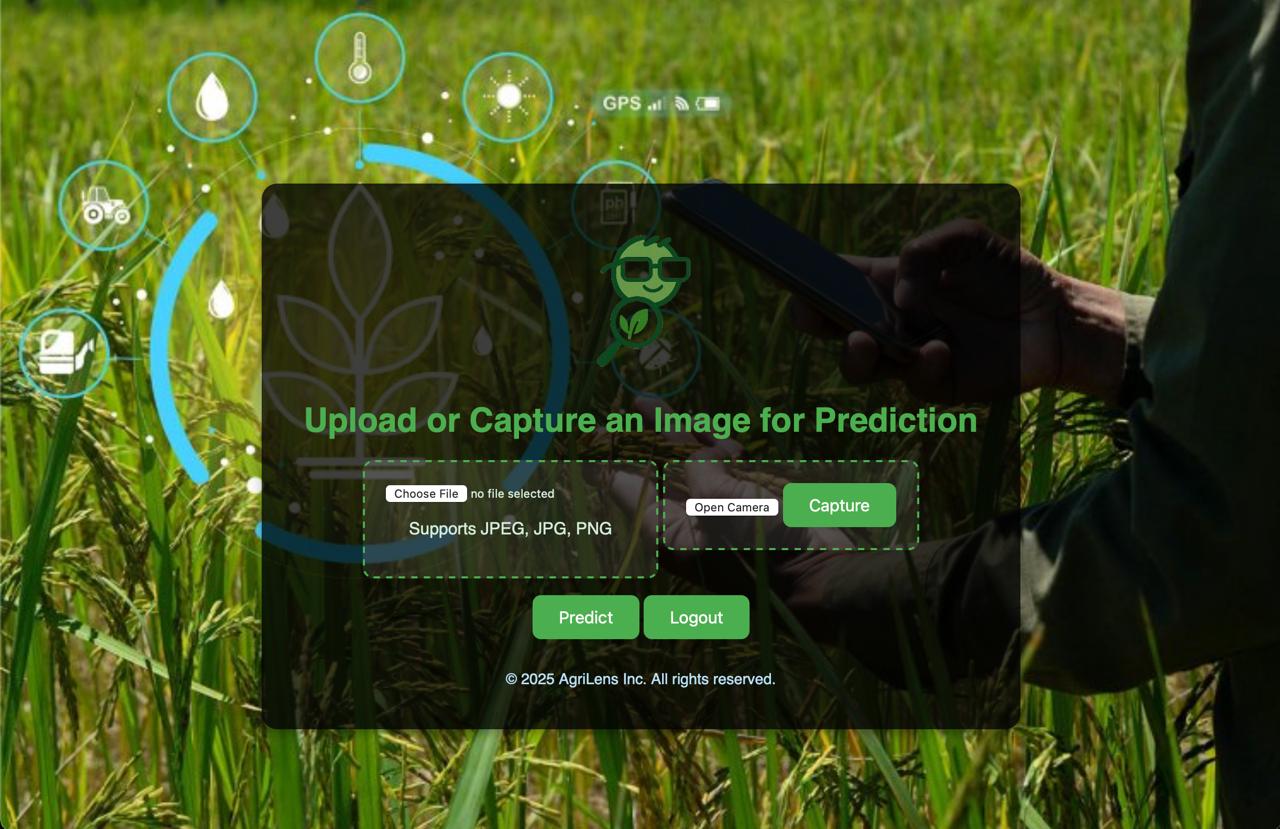 GPS
pb
Upload or Capture an Image for Prediction
Choose File no file selected
Supports JPEG, JPG, PNG
Open Camera Capture
Predict Logout
© 2025 AgriLens Inc. All rights reserved.